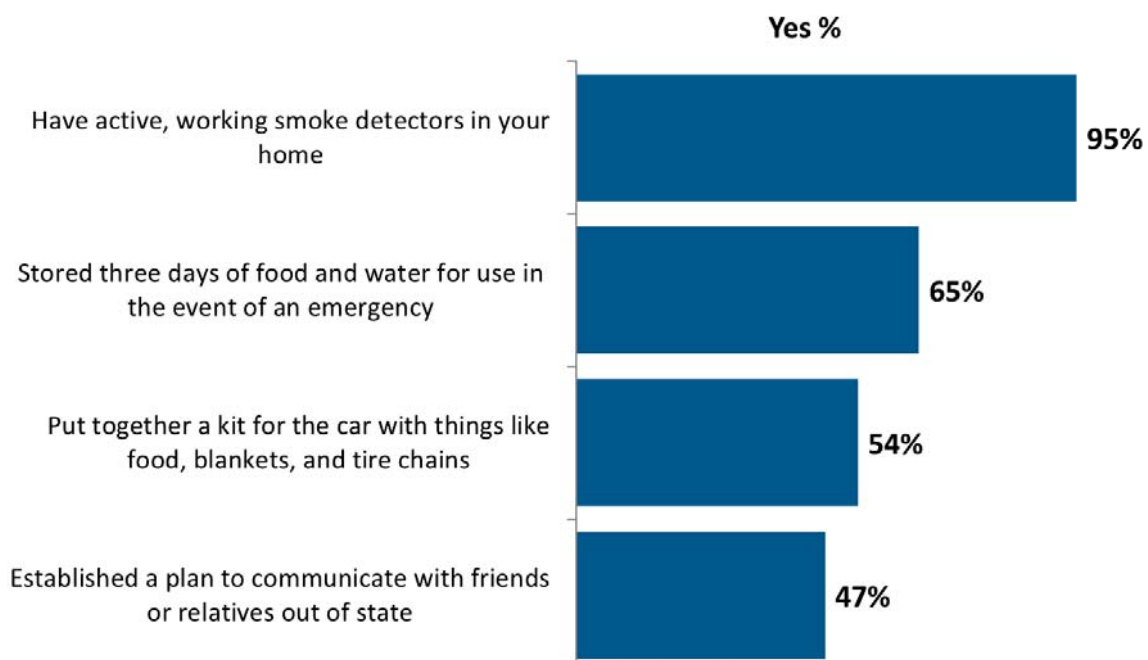 Yes %
Have active, working smoke detectors in your
home
95%
Stored three days of food and water for use in
the event of an emergency
65%
Put together a kit for the car with things like
food, blankets, and tire chains
54%
Established a plan to communicate with friends
or relatives out of state
47%